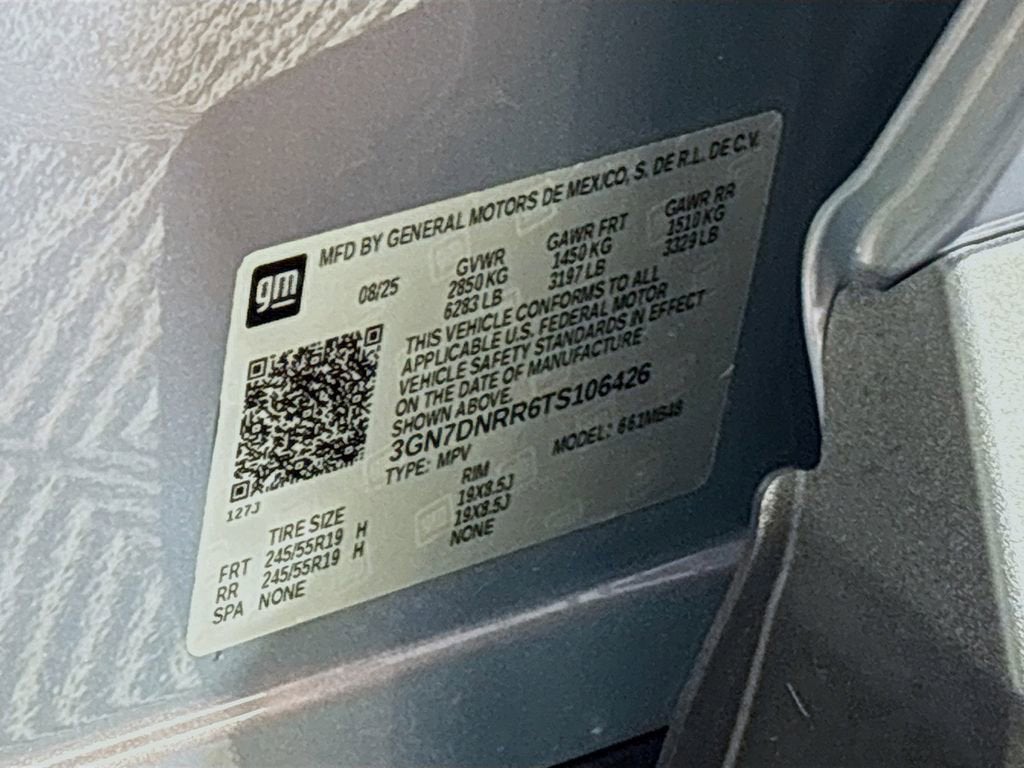 gm
MFD BY GENERAL MOTORS DE MEXICO, S. DE R.L. DE C.V.
08/25
GVWR
2850 KG
6283 LB
GAWR FRT
1450 KG
3197 LB
GAWR RR
1510 KG
3329 LB
THIS VEHICLE CONFORMS TO ALL
APPLICABLE U.S. FEDERAL MOTOR
VEHICLE SAFETY STANDARDS IN EFFECT
ON THE DATE OF MANUFACTURE
SHOWN ABOVE.
3GN7DNRR6TS106426
TYPE: MPV
MODEL: 
127J
TIRE SIZE RIM
FRT 245/55R19 H 19X8.5J
RR 245/55R19 H 19X8.5J
SPA NONE NONE